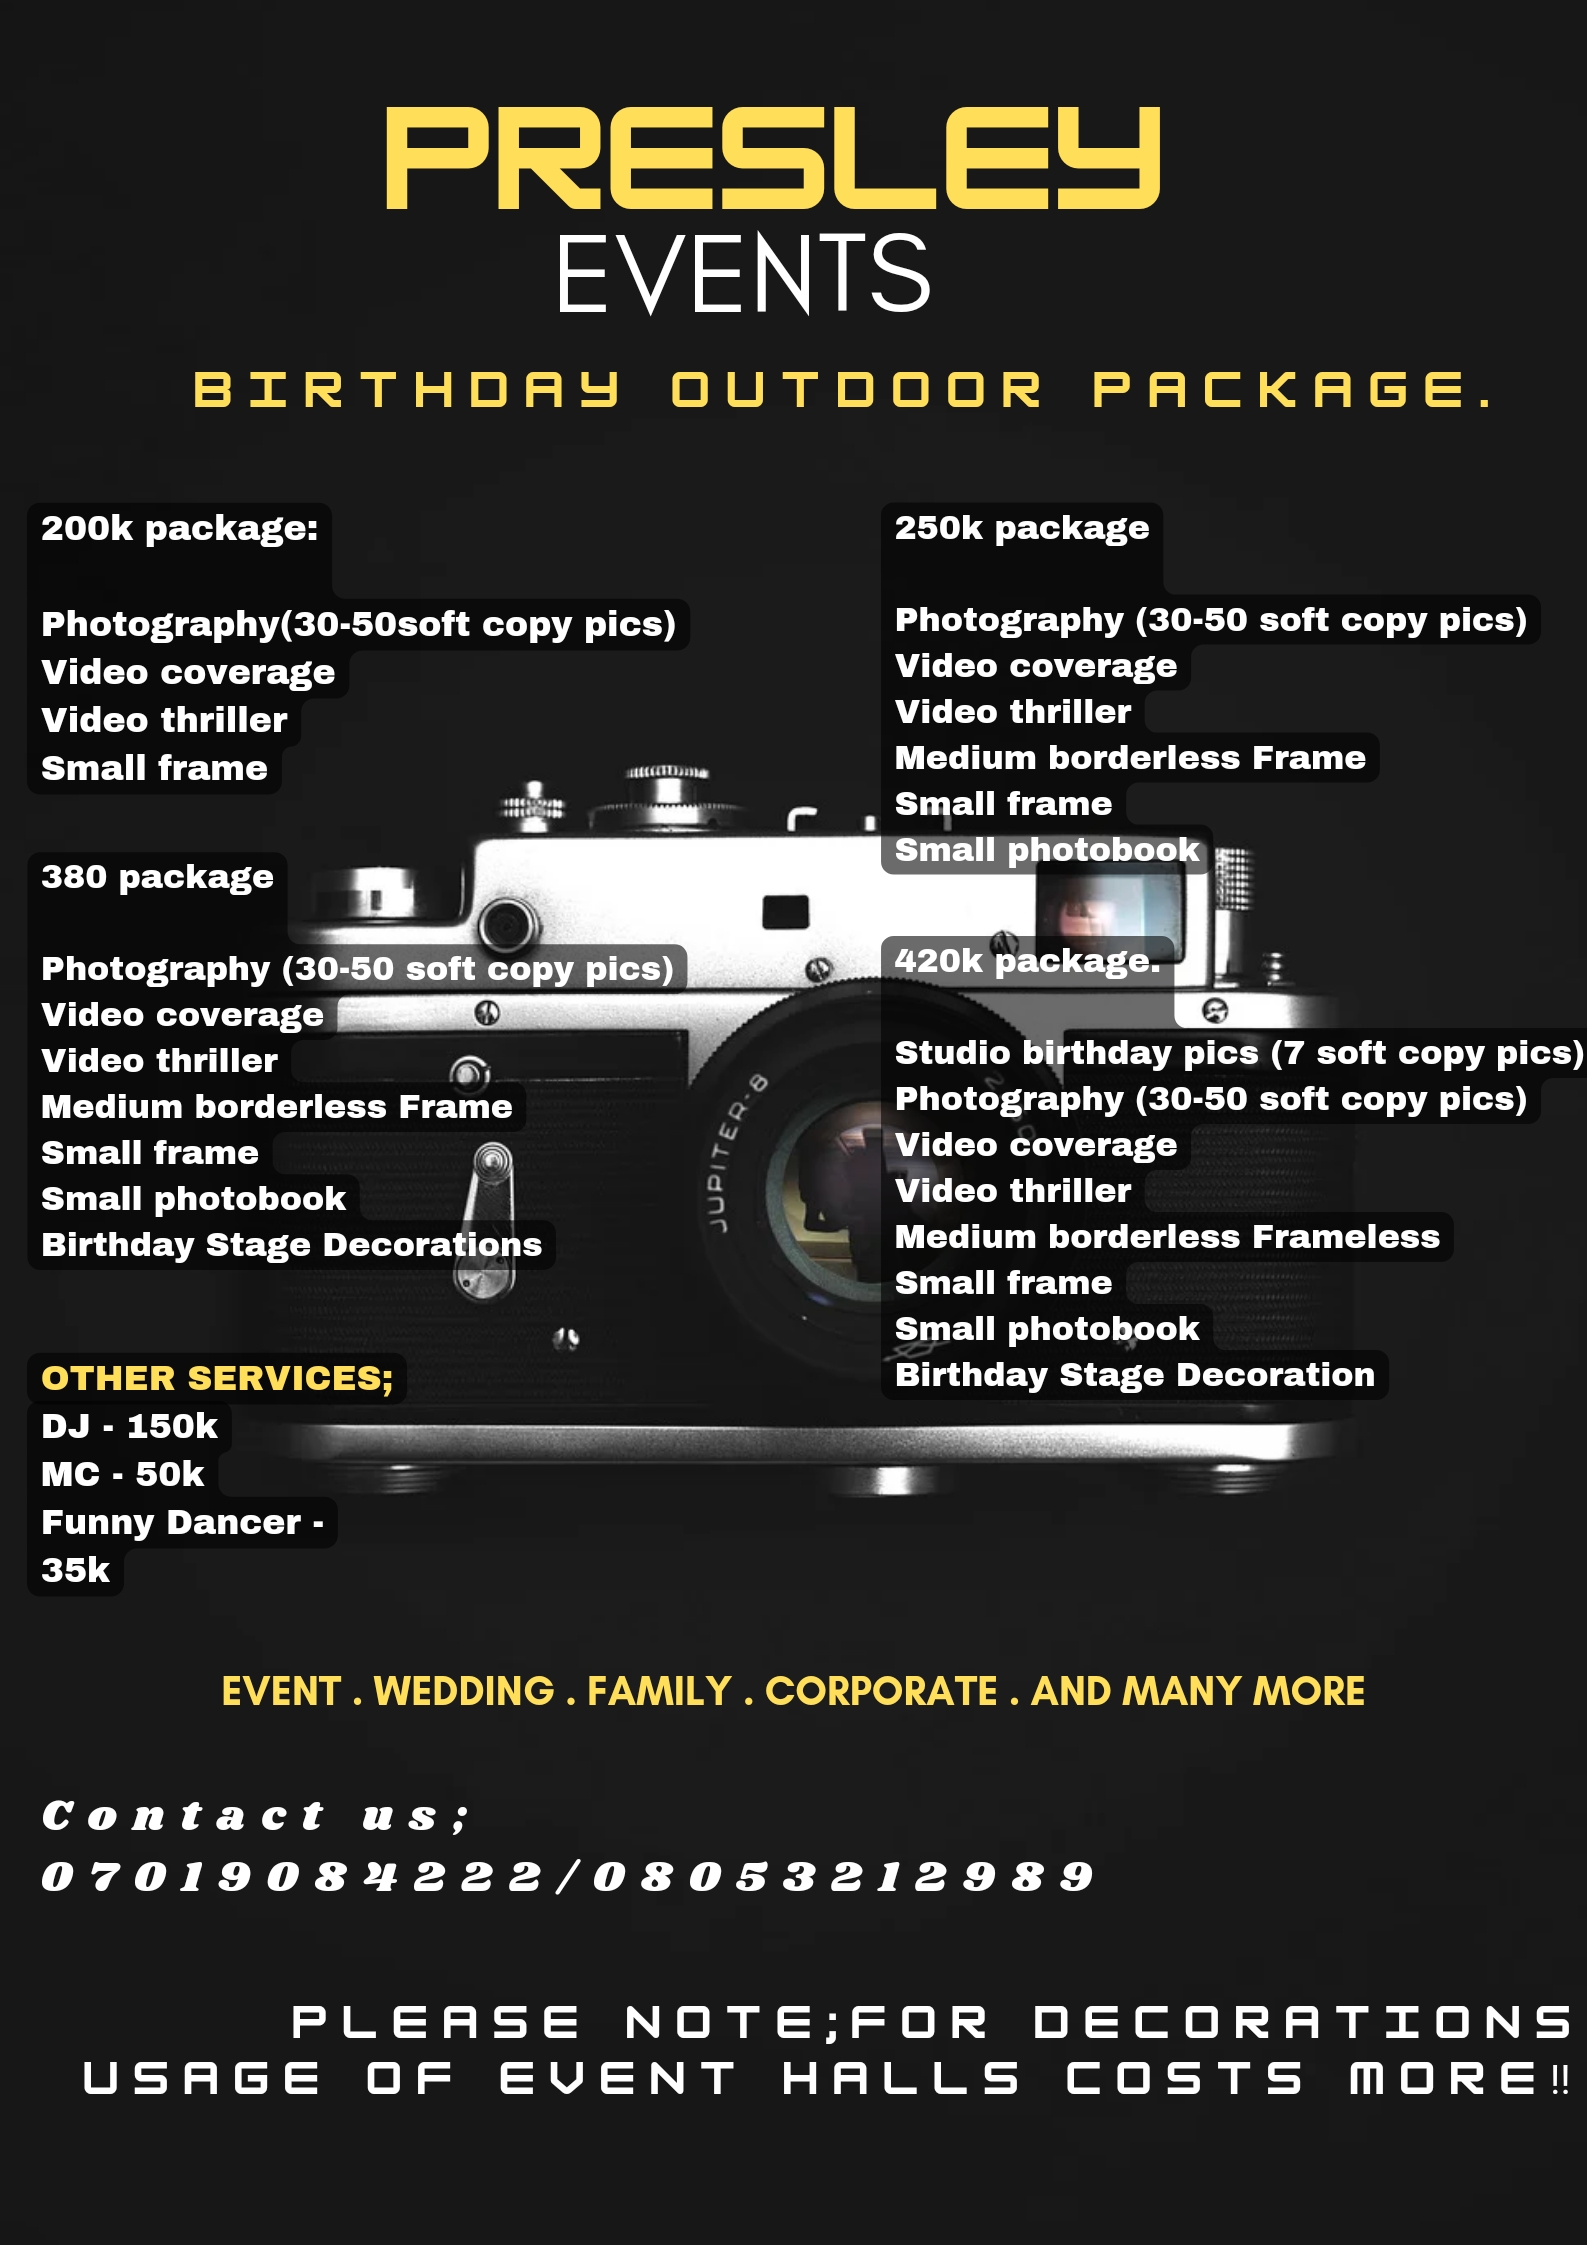 PRESLEY
EVENTS
BIRTHDAY OUTDOOR PACKAGE.
200k package:
Photography(30-50soft copy pics)
Video coverage
Video thriller
Small frame
250k package
Photography (30-50 soft copy pics)
Video coverage
Video thriller
Medium borderless Frame
Small frame
Small photobook
380 package
Photography (30-50 soft copy pics)
Video coverage
Video thriller
Medium borderless Frame
Small frame
Small photobook
Birthday Stage Decorations
420k package.
Studio birthday pics (7 soft copy pics)
Photography (30-50 soft copy pics)
Video coverage
Video thriller
Medium borderless Frameless
Small frame
Small photobook
Birthday Stage Decoration
JUPITER-8
OTHER SERVICES;
DJ - 150k
MC - 50k
Funny Dancer -
35k
EVENT . WEDDING . FAMILY . CORPORATE . AND MANY MORE
Contact us;
07019084222/08053212989
PLEASE NOTE;FOR DECORATIONS
USAGE OF EVENT HALLS COSTS MORE‼